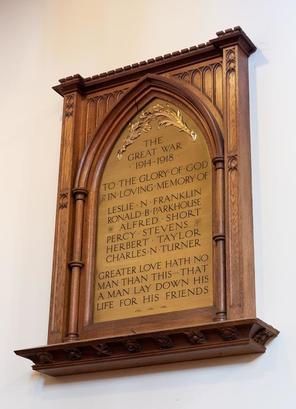 THE
GREAT WAR
·1914-1918·
TO·THE·GLORY·OF·GOD
IN·LOVING·MEMORY·OF
LESLIE·N·FRANKLIN
RONALD·B·PARKHOUSE
ALFRED·SHORT
PERCY·STEVENS
HERBERT·TAYLOR
CHARLES·N·TURNER
GREATER LOVE HATH NO
MAN THAN THIS—THAT
A MAN LAY DOWN HIS
LIFE FOR HIS FRIENDS